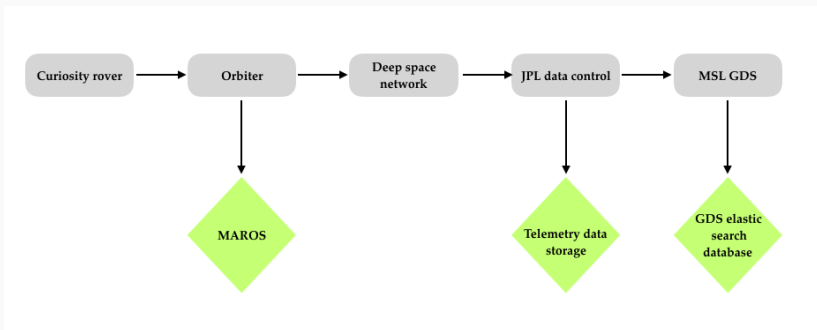 Curiosity rover
Orbiter
Deep space
network
JPL data control
MSL GDS
MAROS
Telemetry data
storage
GDS elastic
search
database